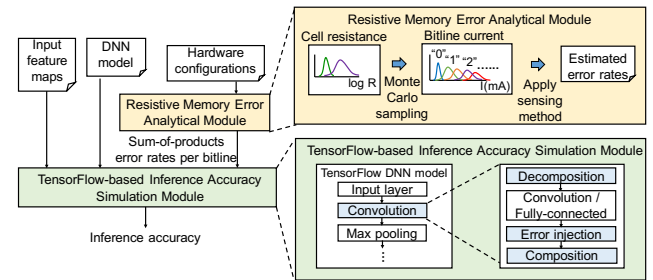 Input
feature
maps
DNN
model
Hardware
configurations
Resistive Memory Error
Analytical Module
Sum-of-products
error rates per bitline
TensorFlow-based Inference Accuracy
Simulation Module
Inference accuracy
Resistive Memory Error Analytical Module
Cell resistance
log R
Monte
Carlo
sampling
Bitline current
"0"
"1"
"2"......
I(mA)
Apply
sensing
method
Estimated
error rates
TensorFlow-based Inference Accuracy Simulation Module
TensorFlow DNN model
Input layer
Convolution
Max pooling
⋮
Decomposition
Convolution /
Fully-connected
Error injection
Composition